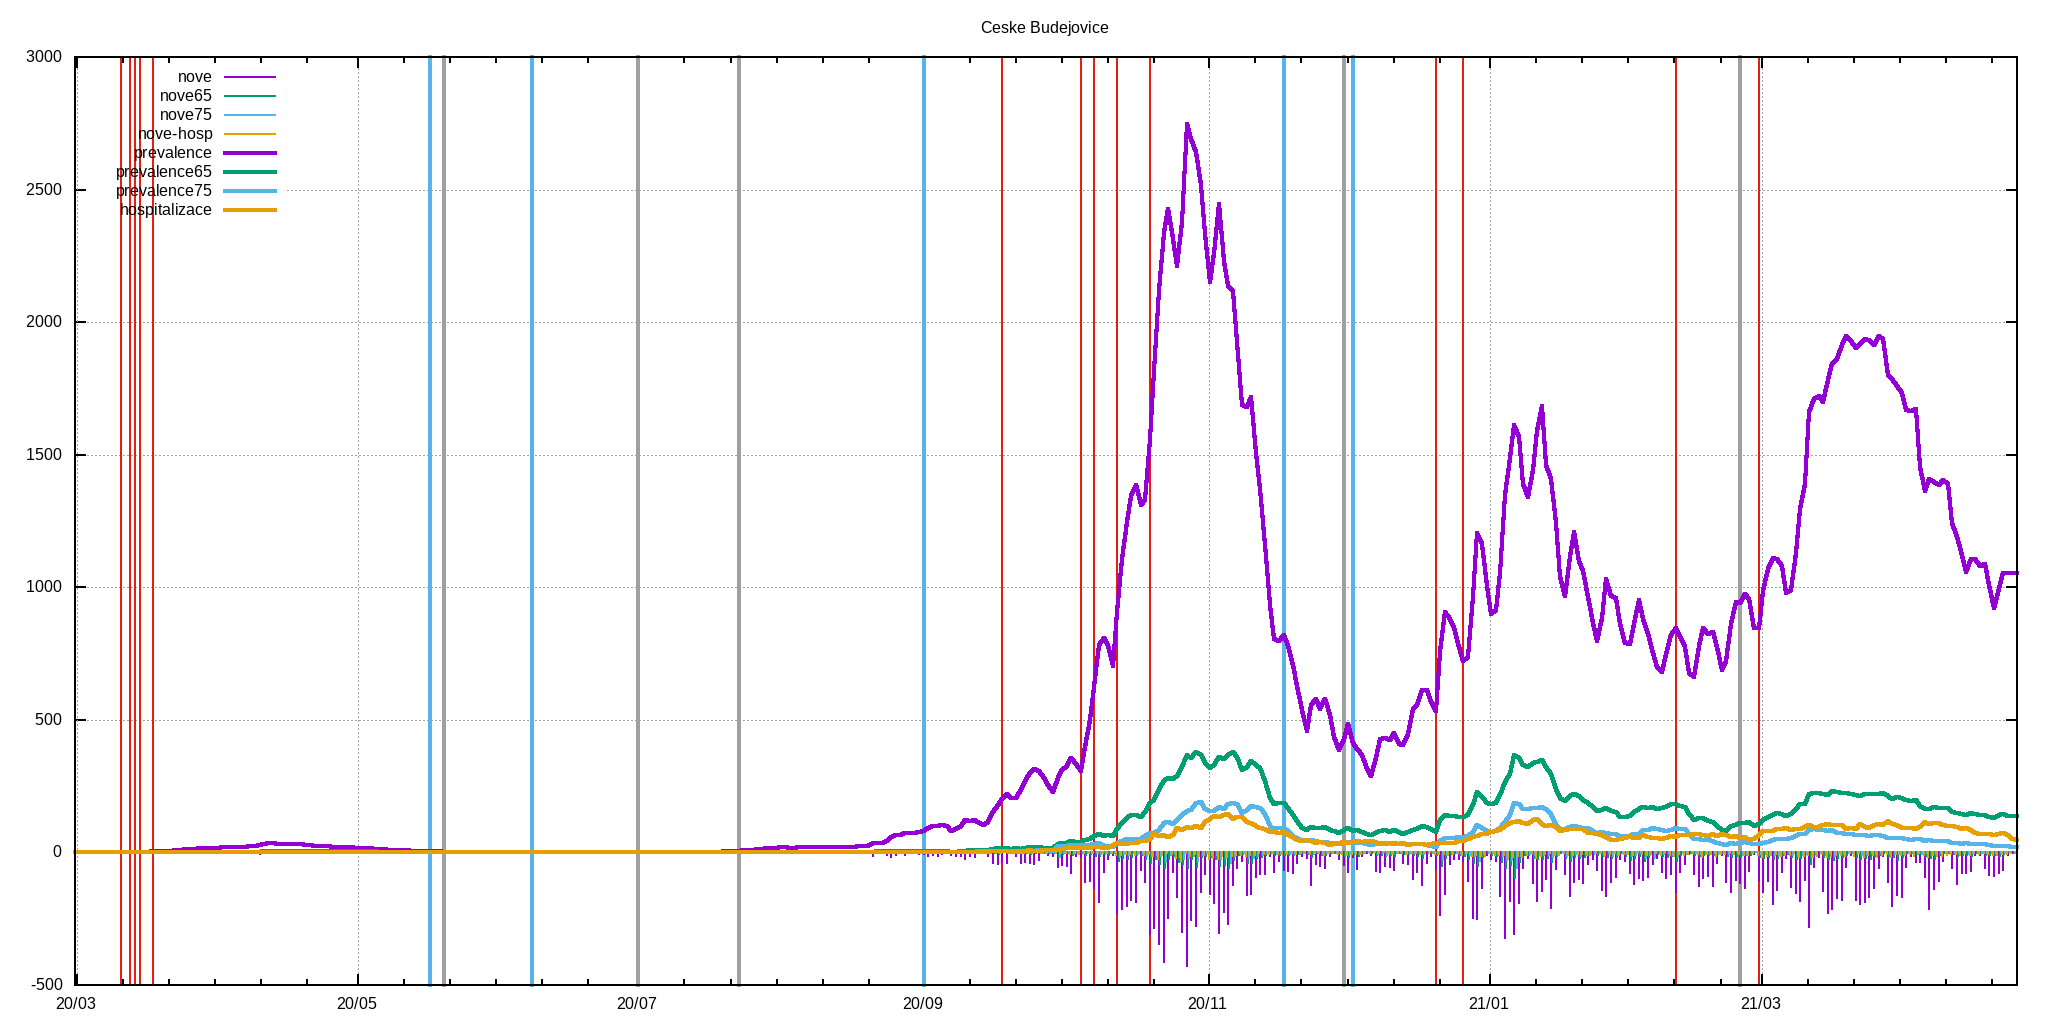 Ceske Budejovice
3000
nove
nove65
nove75
nove-hosp
prevalence
prevalence65
2500
prevalence75
hospitalizace
2000
1500
1000
500
0
-500
20/03 20/05 20/07 20/09 20/11 21/01 21/03